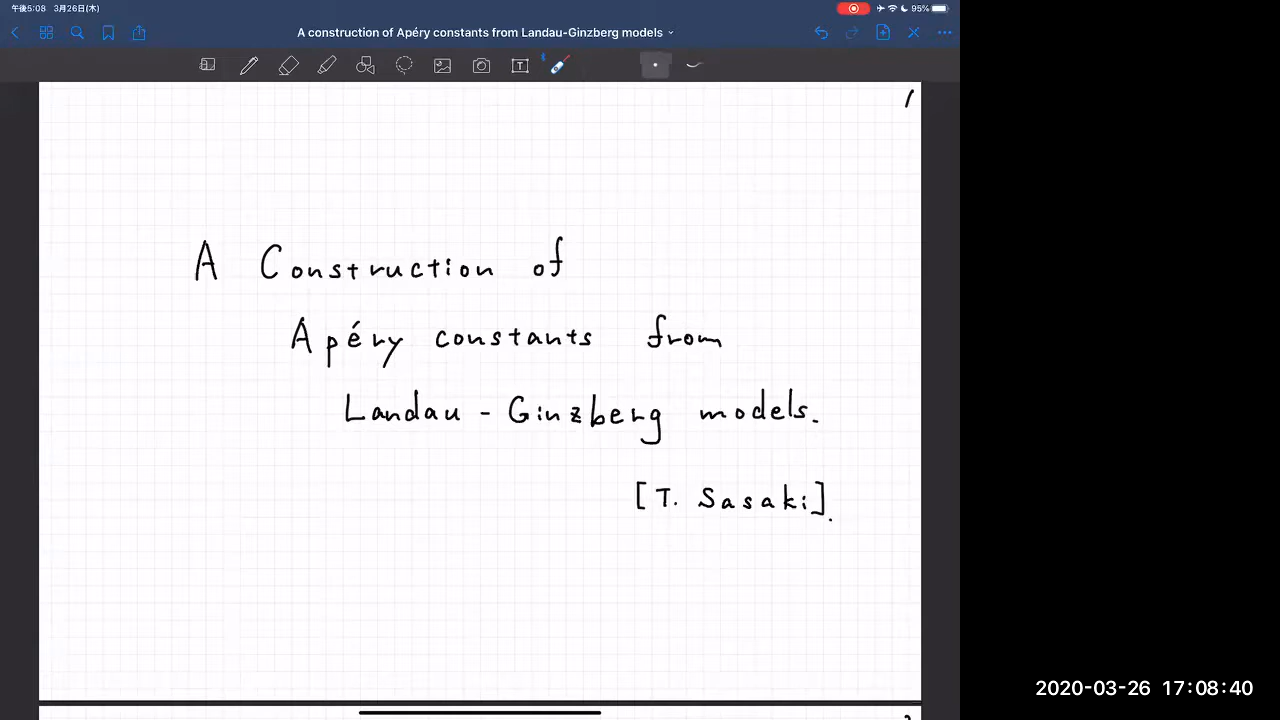 午後5:08 3月26日(木)
95%
A construction of Apéry constants from Landau-Ginzberg models
T
1
A Construction of
Apéry constants from
Landau - Ginzberg models.
[T. Sasaki].
2020-03-26 17:08:40